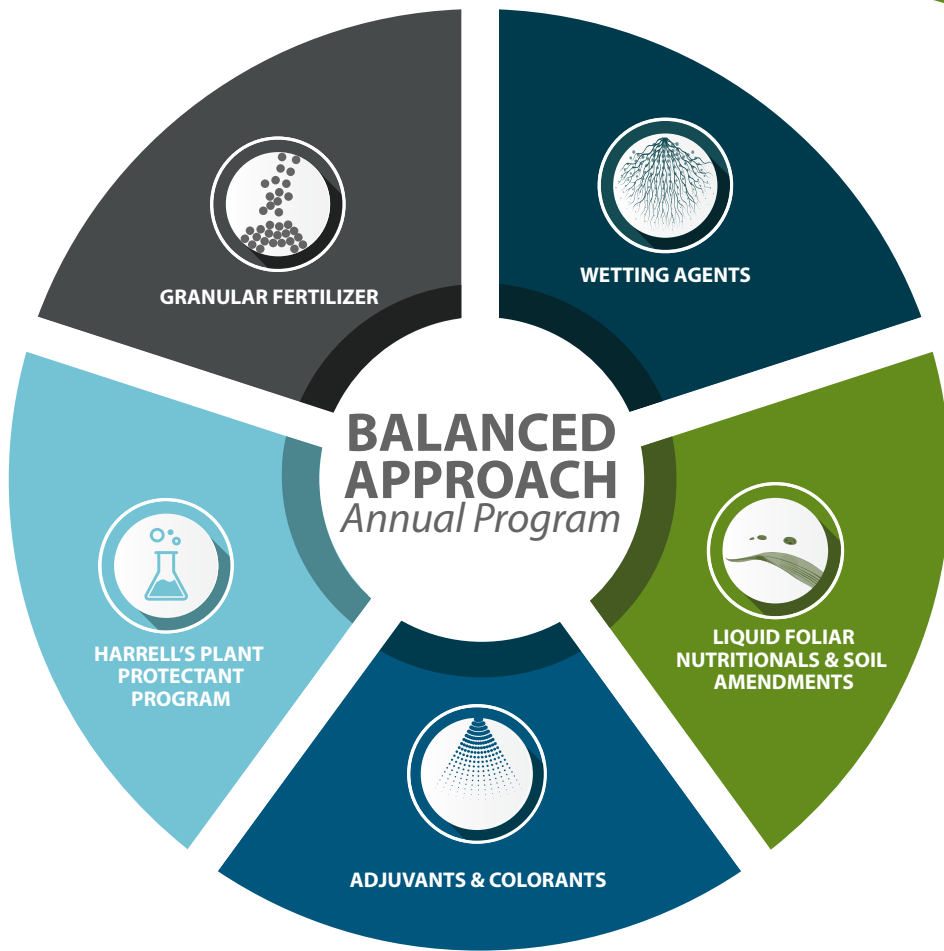 GRANULAR FERTILIZER
WETTING AGENTS
BALANCED
APPROACH
Annual Program
HARRELL'S PLANT
PROTECTANT
PROGRAM
LIQUID FOLIAR
NUTRITIONALS & SOIL
AMENDMENTS
ADJUVANTS & COLORANTS